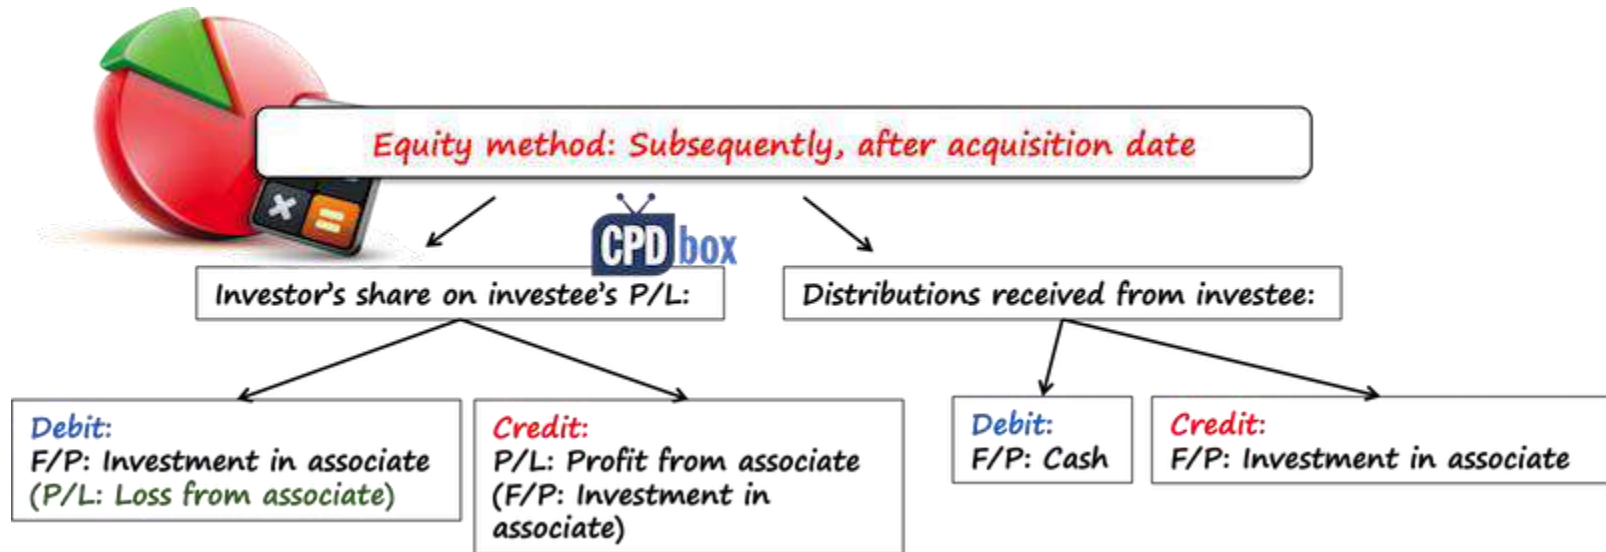 Equity method: Subsequently, after acquisition date
CPD box
Investor's share on investee's P/L:
Distributions received from investee:
Debit:
F/P: Investment in associate
(P/L: Loss from associate)
Credit:
P/L: Profit from associate
(F/P: Investment in
associate)
Debit:
F/P: Cash
Credit:
F/P: Investment in associate